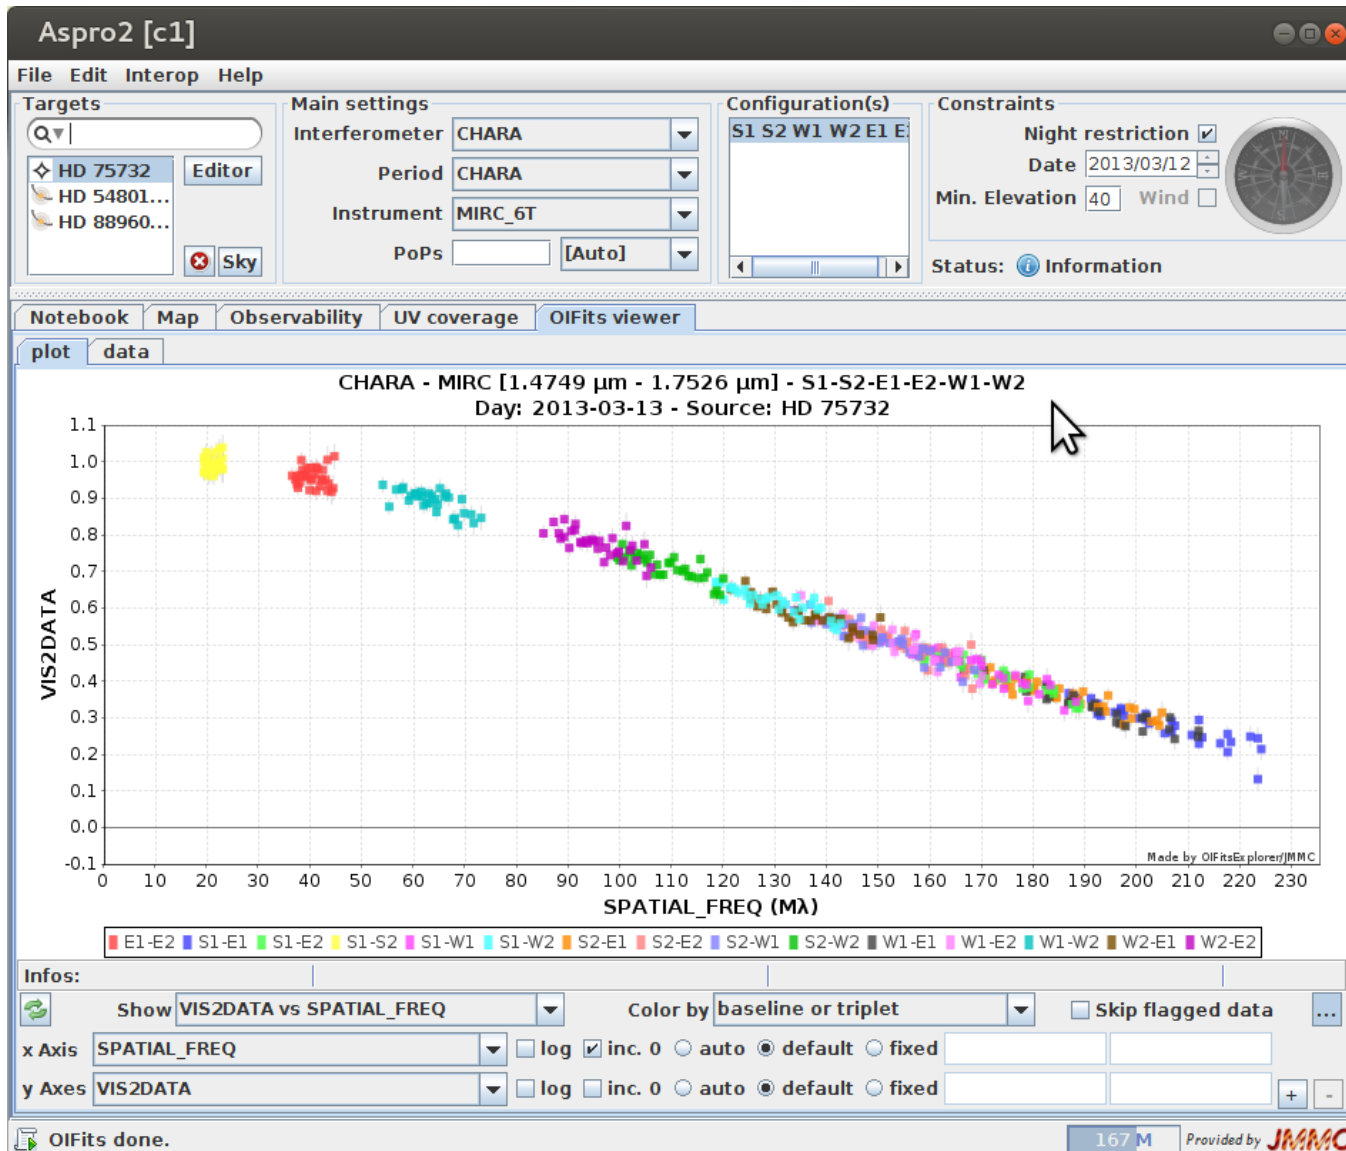 Aspro2 [c1]
File Edit Interop Help
Targets
HD 75732
HD 54801...
HD 88960...
Editor
Sky
Main settings
Interferometer CHARA
Period CHARA
Instrument MIRC_6T
PoPs [Auto]
Configuration(s)
S1 S2 W1 W2 E1 E
Constraints
Night restriction
Date 2013/03/12
Min. Elevation 40 Wind
Status: Information
Notebook Map Observability UV coverage OIFits viewer
plot data
CHARA - MIRC [1.4749 µm - 1.7526 µm] - S1-S2-E1-E2-W1-W2
Day: 2013-03-13 - Source: HD 75732
1.1
1.0
0.9
0.8
0.7
0.6
0.5
0.4
0.3
0.2
0.1
0.0
-0.1
VIS2DATA
Made by OIFitsExplorer/JMMC
0 10 20 30 40 50 60 70 80 90 100 110 120 130 140 150 160 170 180 190 200 210 220 230
SPATIAL_FREQ (Mλ)
E1-E2 S1-E1 S1-E2 S1-S2 S1-W1 S1-W2 S2-E1 S2-E2 S2-W1 S2-W2 W1-E1 W1-E2 W1-W2 W2-E1 W2-E2
Infos:
Show VIS2DATA vs SPATIAL_FREQ Color by baseline or triplet Skip flagged data ...
x Axis SPATIAL_FREQ log inc. 0 auto default fixed
y Axes VIS2DATA log inc. 0 auto default fixed + -
OIFits done.
167 M Provided by JMMC